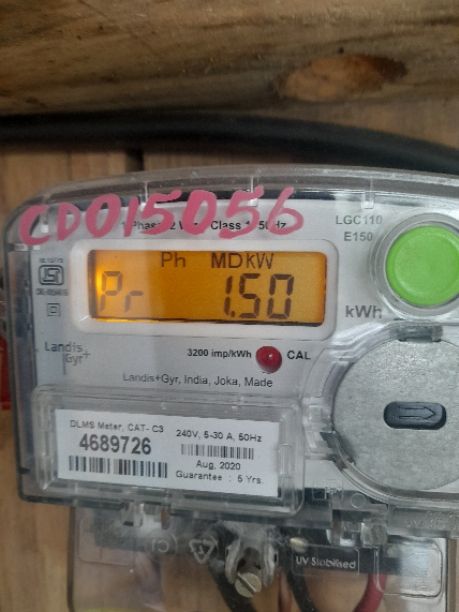 CD015056
LGC110
E150
Ph MD kW
Pr 1.50
kWh
Landis
Gyr+
3200 imp/kWh CAL
Landis+Gyr, India, Joka, Made
DLMS Meter, CAT- C3
4689726
240V, 5-30 A, 50Hz
Aug, 2020
Guarantee : 5 Yrs.
UV Stabilised